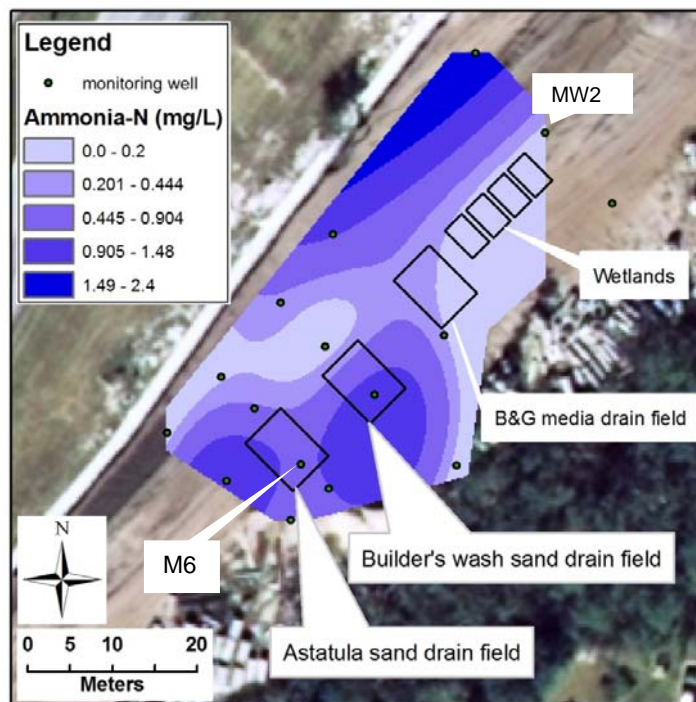 Legend
monitoring well
Ammonia-N (mg/L)
0.0 - 0.2
0.201 - 0.444
0.445 - 0.904
0.905 - 1.48
1.49 - 2.4
MW2
Wetlands
B&G media drain field
Builder's wash sand drain field
M6
Astatula sand drain field
N
0 5 10 20
Meters